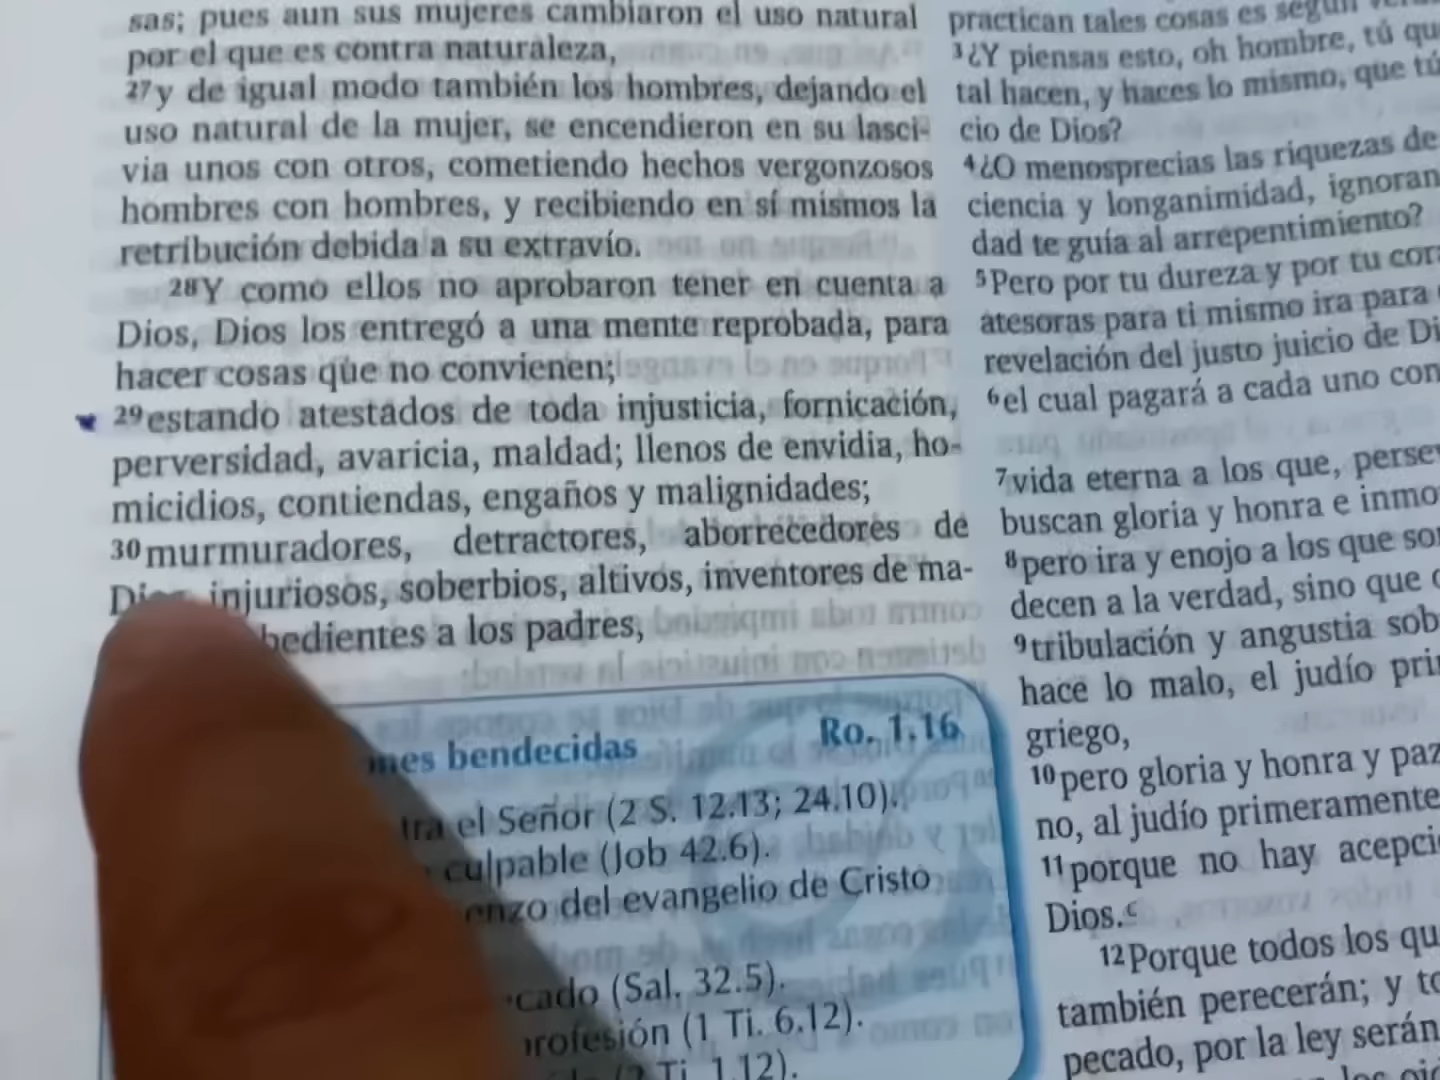 sas; pues aun sus mujeres cambiaron el uso natural
por el que es contra naturaleza,
27y de igual modo también los hombres, dejando el
uso natural de la mujer, se encendieron en su lasci-
via unos con otros, cometiendo hechos vergonzosos
hombres con hombres, y recibiendo en sí mismos la
retribución debida a su extravío.
28Y como ellos no aprobaron tener en cuenta a
Dios, Dios los entregó a una mente reprobada, para
hacer cosas que no convienen;
29estando atestados de toda injusticia, fornicación,
perversidad, avaricia, maldad; llenos de envidia, ho-
micidios, contiendas, engaños y malignidades;
30murmuradores, detractores, aborrecedores de
injuriosos, soberbios, altivos, inventores de ma-
bedientes a los padres,
Ro. 1.16
nes bendecidas
tra el Señor (2 S. 12.13; 24.10).
culpable (Job 42.6).
enzo del evangelio de Cristo
cado (Sal. 32.5).
rofesión (1 Ti. 6.12).
Ti. 1.12).
practican tales cosas es según
3¿Y piensas esto, oh hombre, tú qu
tal hacen, y haces lo mismo, que tú
cio de Dios?
4¿O menosprecias las riquezas de
ciencia y longanimidad, ignoran
dad te guía al arrepentimiento?
5Pero por tu dureza y por tu cor
atesoras para ti mismo ira para
revelación del justo juicio de Di
6el cual pagará a cada uno con
7vida eterna a los que, perse
buscan gloria y honra e inmo
8pero ira y enojo a los que so
decen a la verdad, sino que
9tribulación y angustia sob
hace lo malo, el judío pri
griego,
10pero gloria y honra y paz
no, al judío primeramente
11porque no hay acepci
Dios.c
12Porque todos los qu
también perecerán; y to
pecado, por la ley serán